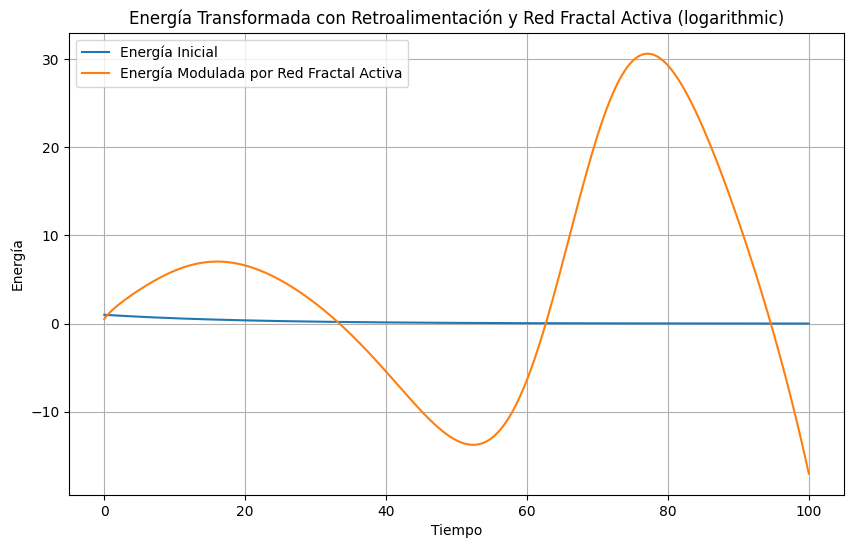 Energía Transformada con Retroalimentación y Red Fractal Activa (logarithmic)
Energía Inicial
Energía Modulada por Red Fractal Activa
30
20
10
0
−10
Energía
0 20 40 60 80 100
Tiempo